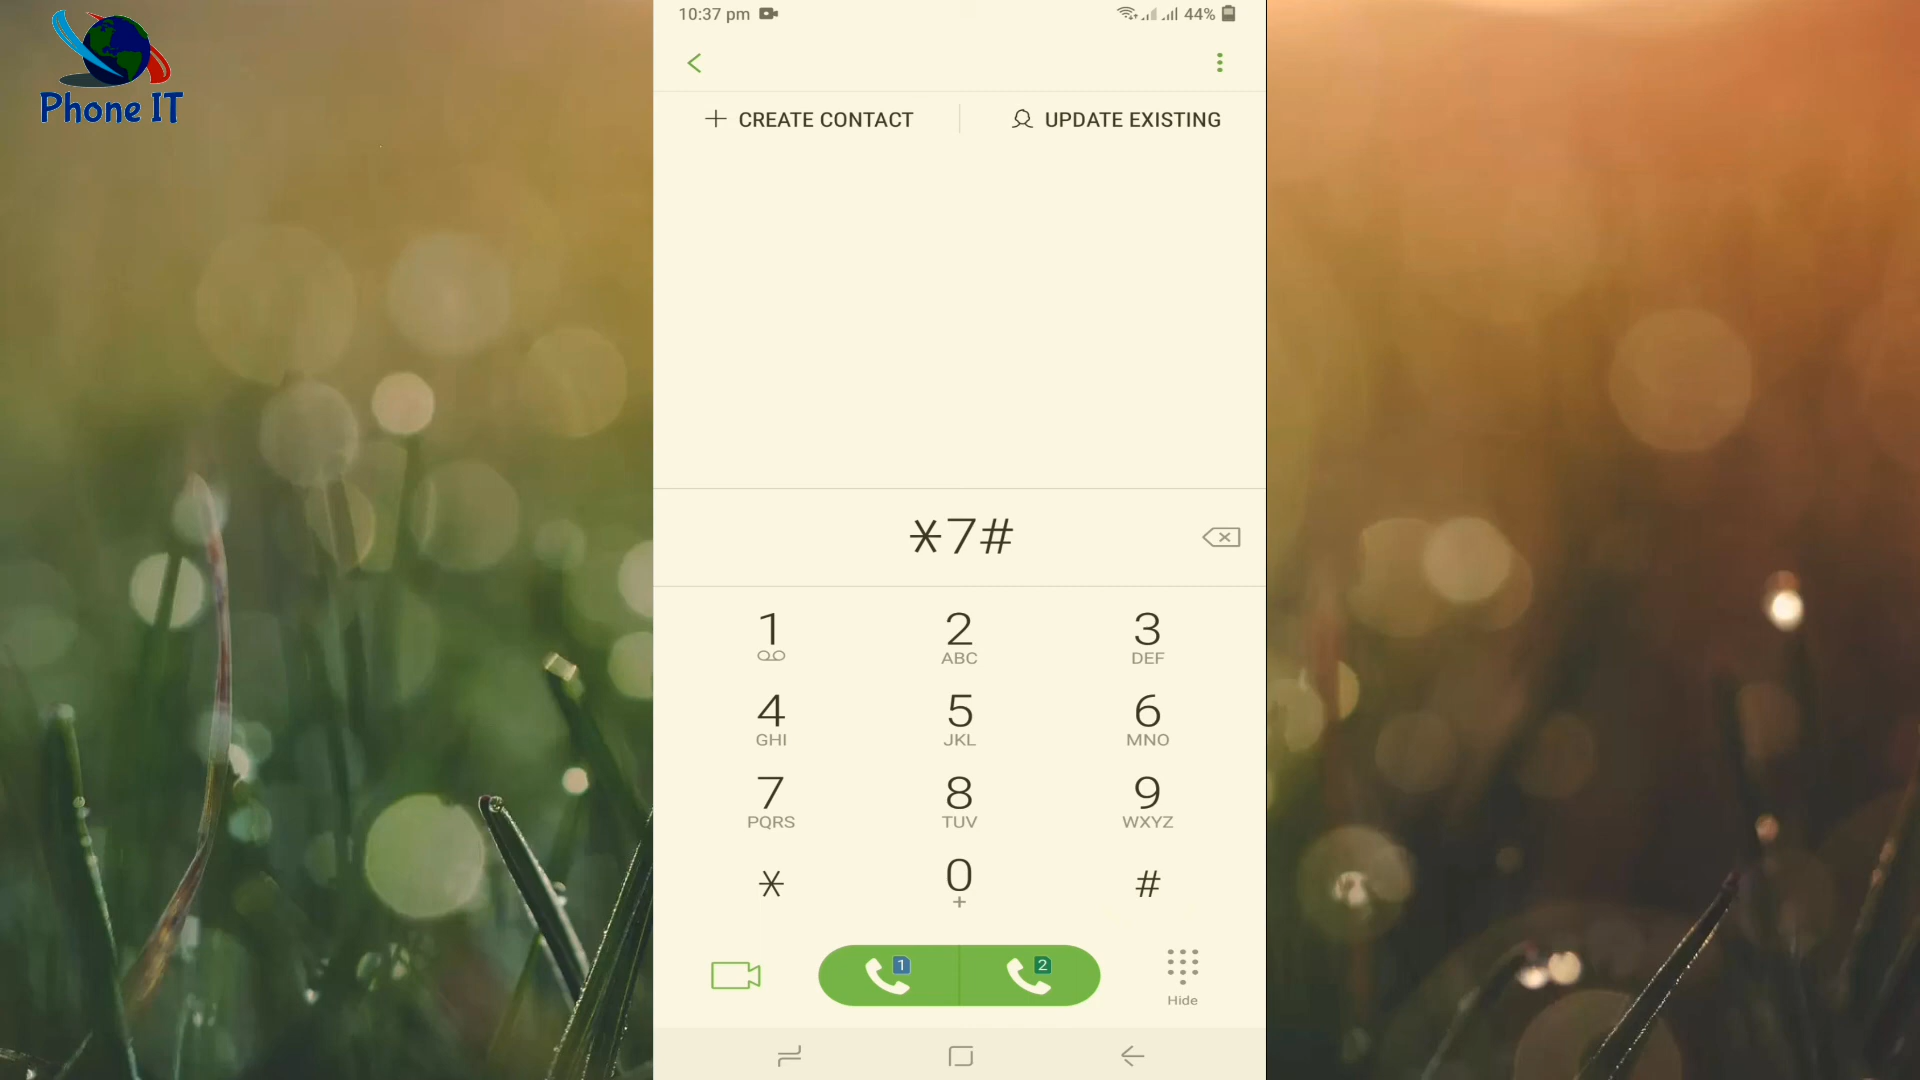 Phone IT
10:37 pm
44%
CREATE CONTACT
UPDATE EXISTING
*7#
1
2
ABC
3
DEF
4
GHI
5
JKL
6
MNO
7
PQRS
8
TUV
9
WXYZ
*
0
+
#
1
2
Hide